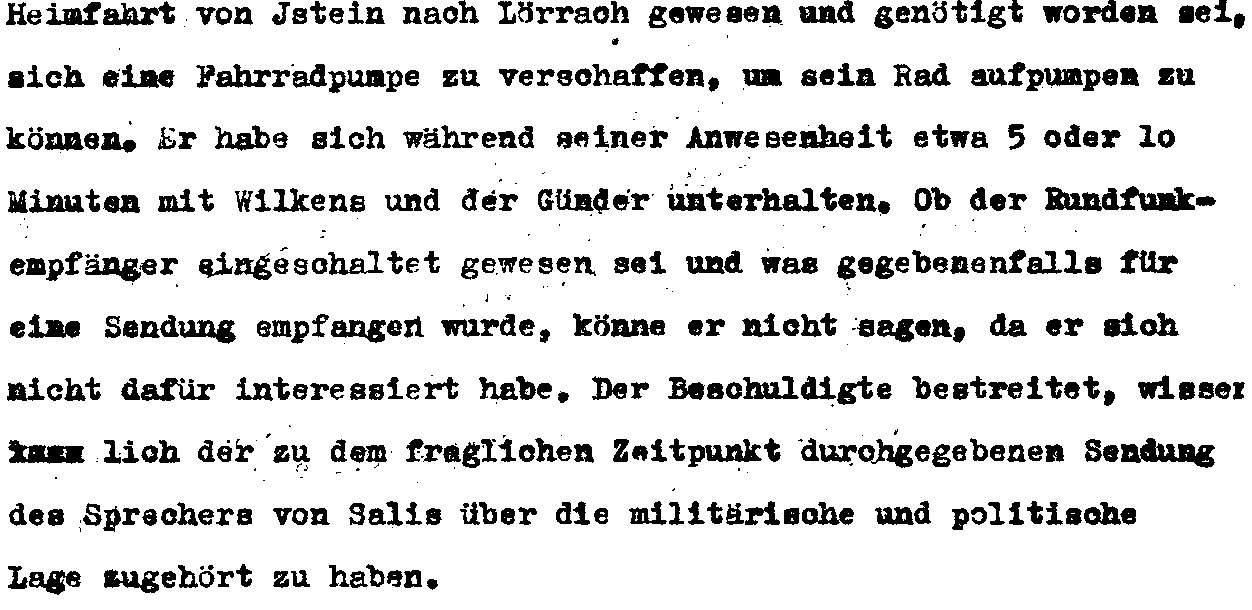 Heimfahrt von Jstein nach Lörrach gewesen und genötigt worden sei,
sich eine Fahrradpumpe zu verschaffen, um sein Rad aufpumpen zu
können. Er habe sich während seiner Anwesenheit etwa 5 oder lo
Minuten mit Wilkens und der Günder unterhalten. Ob der Rundfunk-
empfänger eingeschaltet gewesen sei und was gegebenenfalls für
eine Sendung empfangen wurde, könne er nicht sagen, da er sich
nicht dafür interessiert habe. Der Beschuldigte bestreitet, wissen
lich der zu dem fraglichen Zeitpunkt durchgegebenen Sendung
des Sprechers von Salis über die militärische und politische
Lage zugehört zu haben.